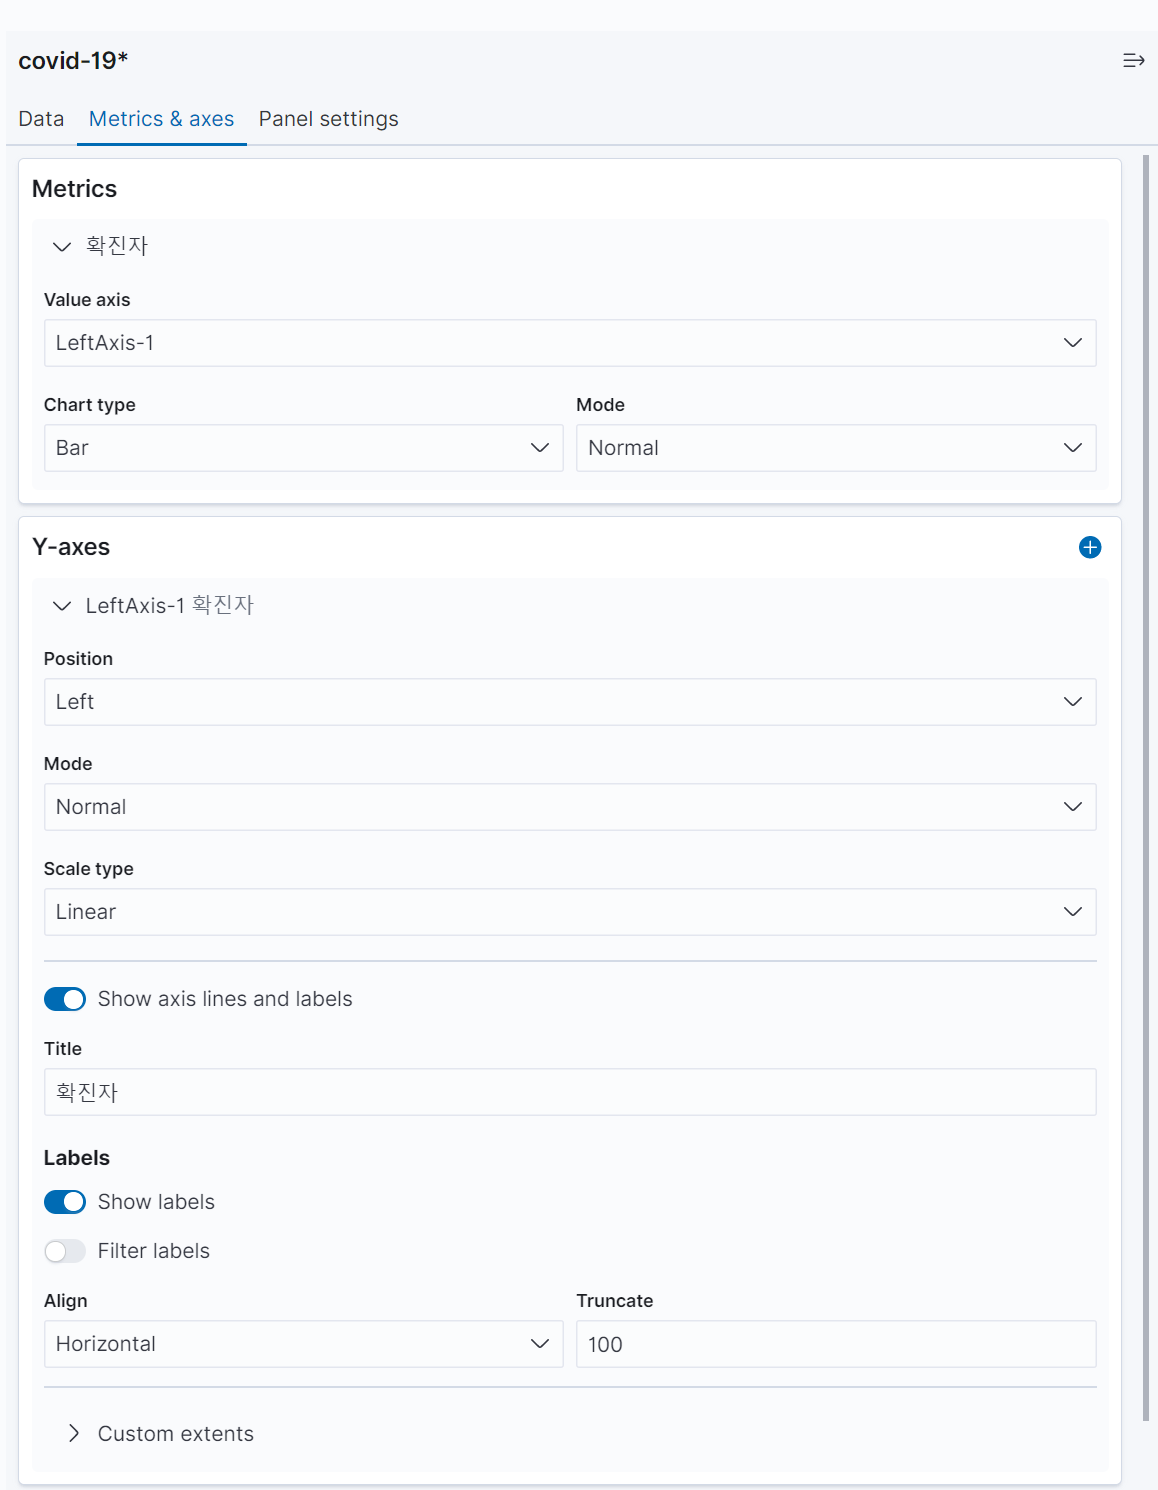 covid-19*
Data Metrics & axes Panel settings
Metrics
확진자
Value axis
LeftAxis-1
Chart type Mode
Bar Normal
Y-axes
LeftAxis-1 확진자
Position
Left
Mode
Normal
Scale type
Linear
Show axis lines and labels
Title
확진자
Labels
Show labels
Filter labels
Align Truncate
Horizontal 100
Custom extents